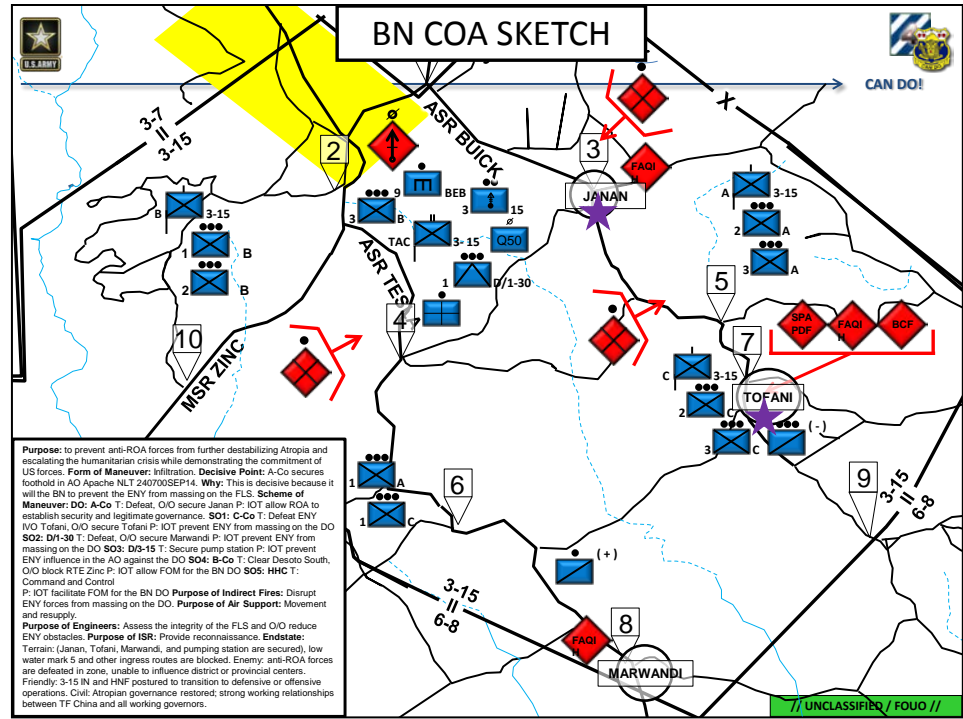 BN COA SKETCH
U.S. ARMY
CAN DO!
X
3-7
II
3-15
ASR BUICK
2
3
FAQI
H
JANAN
9
BEB
3
15
B
3-15
3
B
TAC
II
3-15
Q50
1
B
2
B
1
D/1-30
ASR TESLA
4
10
MSR ZINC
A
3-15
2
A
3
A
5
SPA
PDF
FAQI
H
BCF
7
C
3-15
2
C
TOFANI
3
C
(-)
1
A
1
C
6
9
3-15
II
6-8
(+)
3-15
II
6-8
FAQI
H
8
MARWANDI
Purpose: to prevent anti-ROA forces from further destabilizing Atropia and
escalating the humanitarian crisis while demonstrating the commitment of
US forces. Form of Maneuver: Infiltration. Decisive Point: A-Co secures
foothold in AO Apache NLT 240700SEP14. Why: This is decisive because it
will the BN to prevent the ENY from massing on the FLS. Scheme of
Maneuver: DO: A-Co T: Defeat, O/O secure Janan P: IOT allow ROA to
establish security and legitimate governance. SO1: C-Co T: Defeat ENY
IVO Tofani, O/O secure Tofani P: IOT prevent ENY from massing on the DO
SO2: D/1-30 T: Defeat, O/O secure Marwandi P: IOT prevent ENY from
massing on the DO SO3: D/3-15 T: Secure pump station P: IOT prevent
ENY influence in the AO against the DO SO4: B-Co T: Clear Desoto South,
O/O block RTE Zinc P: IOT allow FOM for the BN DO SO5: HHC T:
Command and Control
P: IOT facilitate FOM for the BN DO Purpose of Indirect Fires: Disrupt
ENY forces from massing on the DO. Purpose of Air Support: Movement
and resupply.
Purpose of Engineers: Assess the integrity of the FLS and O/O reduce
ENY obstacles. Purpose of ISR: Provide reconnaissance. Endstate:
Terrain: (Janan, Tofani, Marwandi, and pumping station are secured), low
water mark 5 and other ingress routes are blocked. Enemy: anti-ROA forces
are defeated in zone, unable to influence district or provincial centers.
Friendly: 3-15 IN and HNF postured to transition to defensive or offensive
operations. Civil: Atropian governance restored; strong working relationships
between TF China and all working governors.
// UNCLASSIFIED / FOUO //